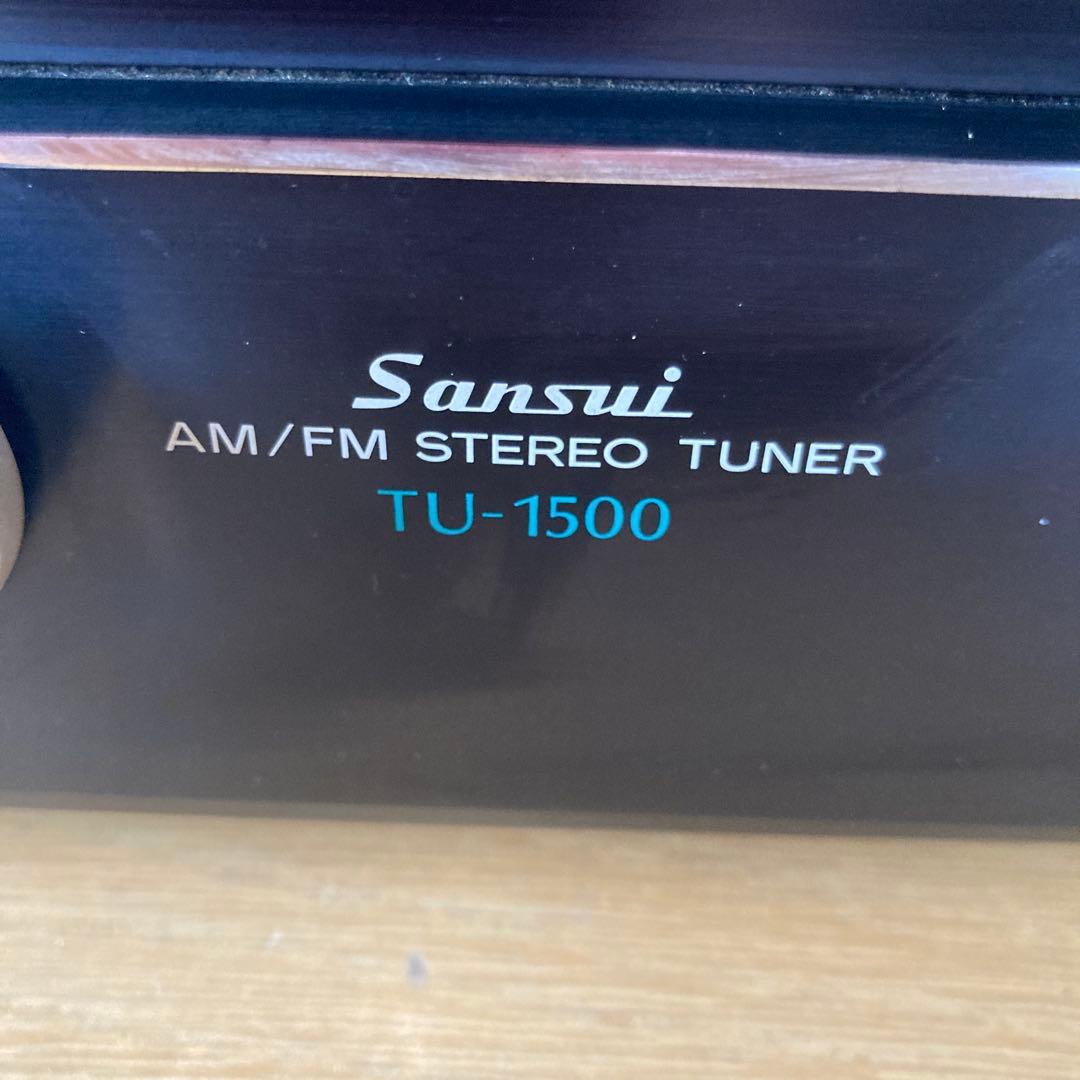 Sansui
AM/FM STEREO TUNER
TU-1500